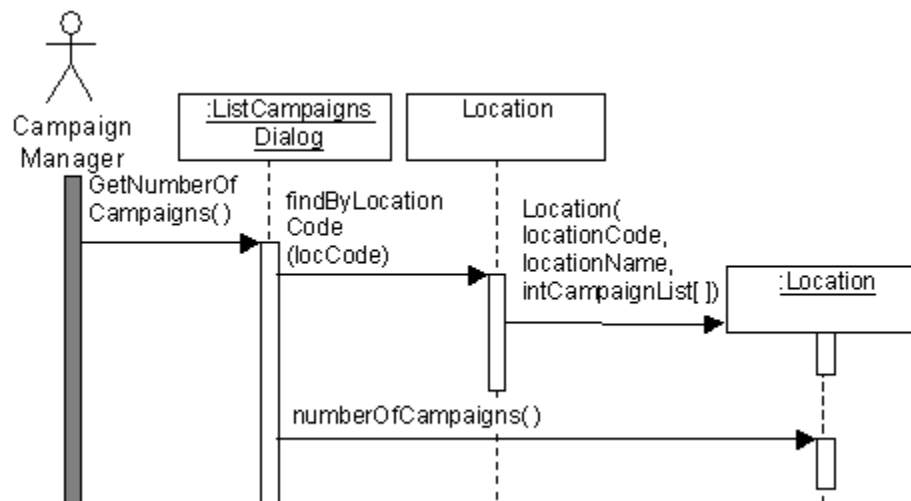 Campaign
Manager
:ListCampaigns
Dialog
Location
GetNumberOf
Campaigns()
findByLocation
Code
(locCode)
Location(
locationCode,
locationName,
intCampaignList[ ])
:Location
numberOfCampaigns()